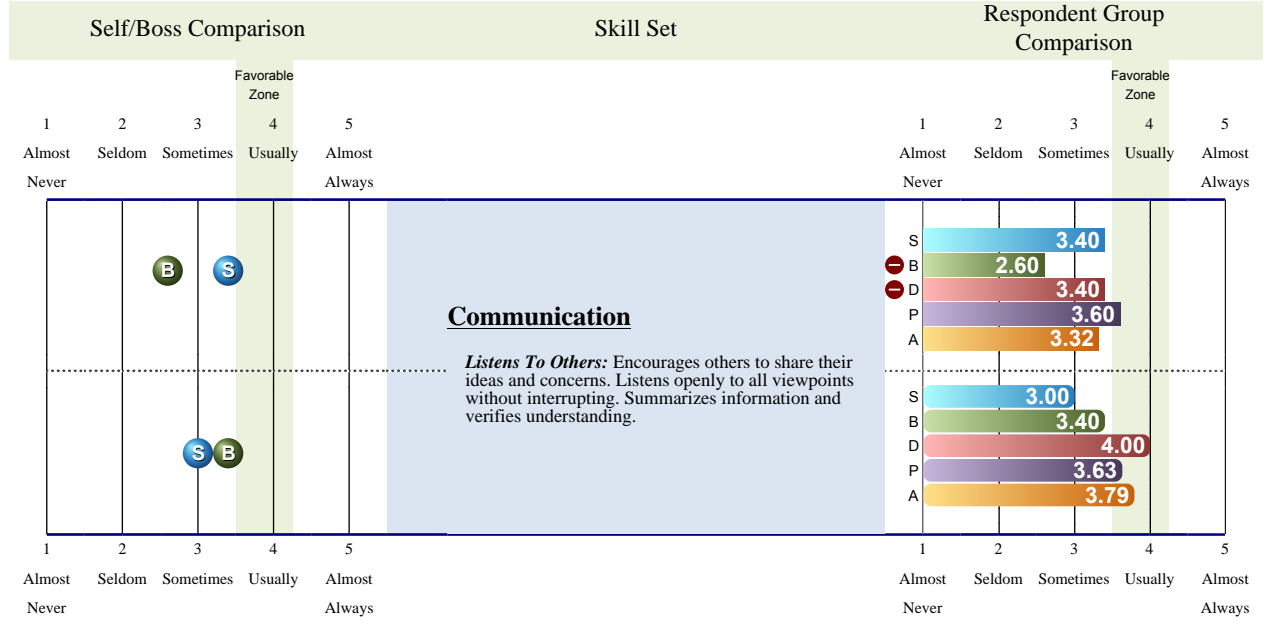 Self/Boss Comparison
Skill Set
Respondent Group
Comparison
Favorable
Zone
Favorable
Zone
1 2 3 4 5
1 2 3 4 5
Almost Seldom Sometimes Usually Almost
Almost Seldom Sometimes Usually Almost
Never Always
Never Always
B S
S 3.40
B 2.60
D 3.40
P 3.60
A 3.32
Communication
Listens To Others: Encourages others to share their
ideas and concerns. Listens openly to all viewpoints
without interrupting. Summarizes information and
verifies understanding.
S B
S 3.00
B 3.40
D 4.00
P 3.63
A 3.79
1 2 3 4 5
1 2 3 4 5
Almost Seldom Sometimes Usually Almost
Almost Seldom Sometimes Usually Almost
Never Always
Never Always